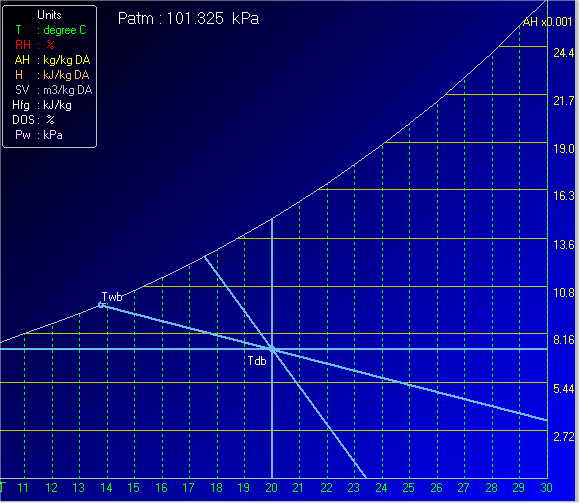 Units
Patm : 101.325 kPa
AH x0.001
T : degree C
RH : %
AH : kg/kg DA
H : kJ/kg DA
SV : m3/kg DA
Hfg : kJ/kg
DOS : %
Pw : kPa
24.4
21.7
19.0
16.3
13.6
10.8
8.16
5.44
2.72
Twb
Tdb
T 11 12 13 14 15 16 17 18 19 20 21 22 23 24 25 26 27 28 29 30